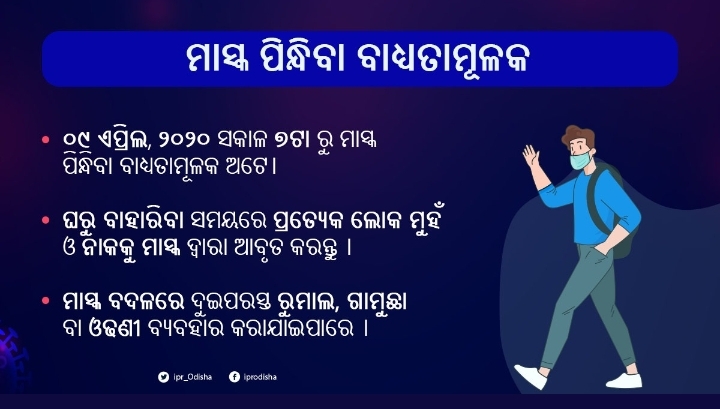 ମାସ୍କ ପିନ୍ଧିବା ବାଧ୍ୟତାମୂଳକ
• ୦୯ ଏପ୍ରିଲ, ୨୦୨୦ ସକାଳ ୭ଟା ରୁ ମାସ୍କ
ପିନ୍ଧିବା ବାଧ୍ୟତାମୂଳକ ଅଟେ।
• ଘରୁ ବାହାରିବା ସମୟରେ ପ୍ରତ୍ୟେକ ଲୋକ ମୁହଁ
ଓ ନାକକୁ ମାସ୍କ ଦ୍ୱାରା ଆବୃତ କରନ୍ତୁ ।
• ମାସ୍କ ବଦଳରେ ଦୁଇପରସ୍ତ ରୁମାଲ, ଗାମୁଛା
ବା ଓଢଣୀ ବ୍ୟବହାର କରାଯାଇପାରେ ।
ipr_Odisha iprodisha